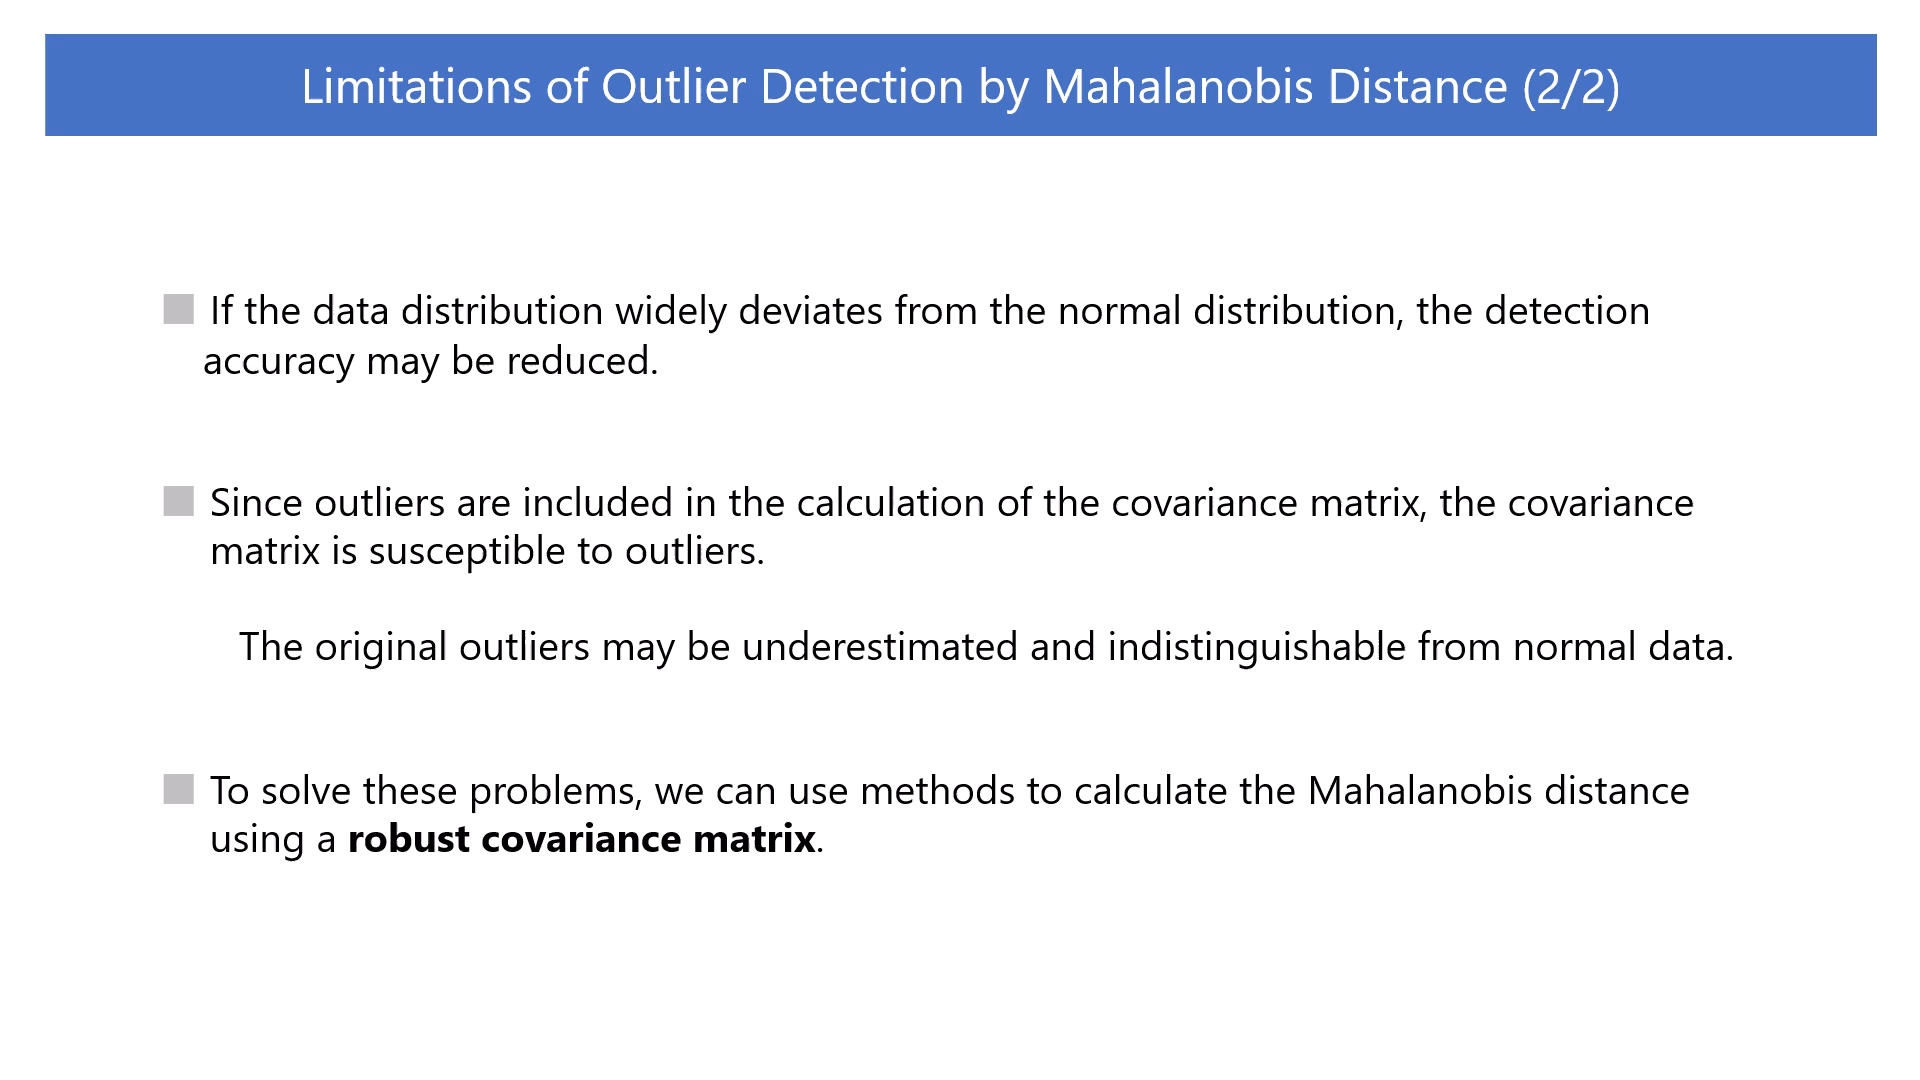 Limitations of Outlier Detection by Mahalanobis Distance (2/2)
If the data distribution widely deviates from the normal distribution, the detection
accuracy may be reduced.
Since outliers are included in the calculation of the covariance matrix, the covariance
matrix is susceptible to outliers.
The original outliers may be underestimated and indistinguishable from normal data.
To solve these problems, we can use methods to calculate the Mahalanobis distance
using a robust covariance matrix.